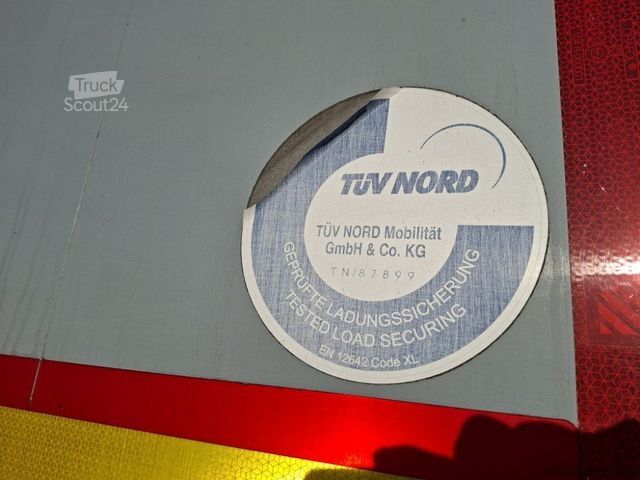 Truck
Scout24
TÜV NORD
TÜV NORD Mobilität
GmbH & Co. KG
TN/87899
GEPRÜFTE LADUNGSSICHERUNG
TESTED LOAD SECURING
EN 12642 Code XL